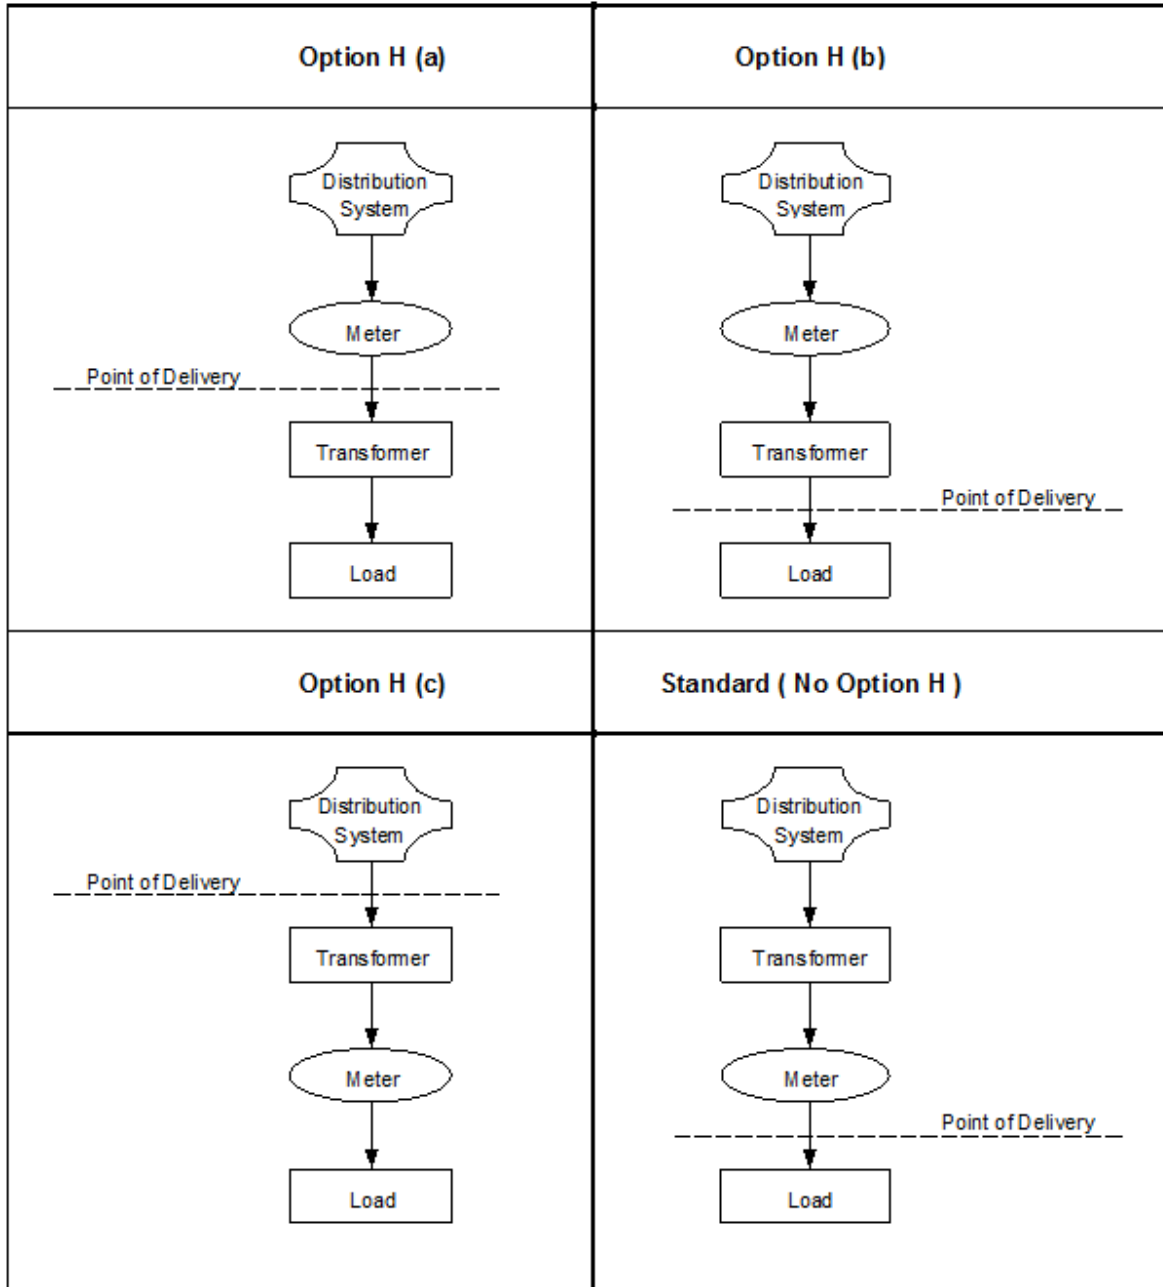 Option H (a)
Option H (b)
Distribution
System
Meter
Point of Delivery
Transformer
Load
Distribution
System
Meter
Transformer
Point of Delivery
Load
Option H (c)
Standard ( No Option H )
Distribution
System
Point of Delivery
Transformer
Meter
Load
Distribution
System
Transformer
Meter
Point of Delivery
Load